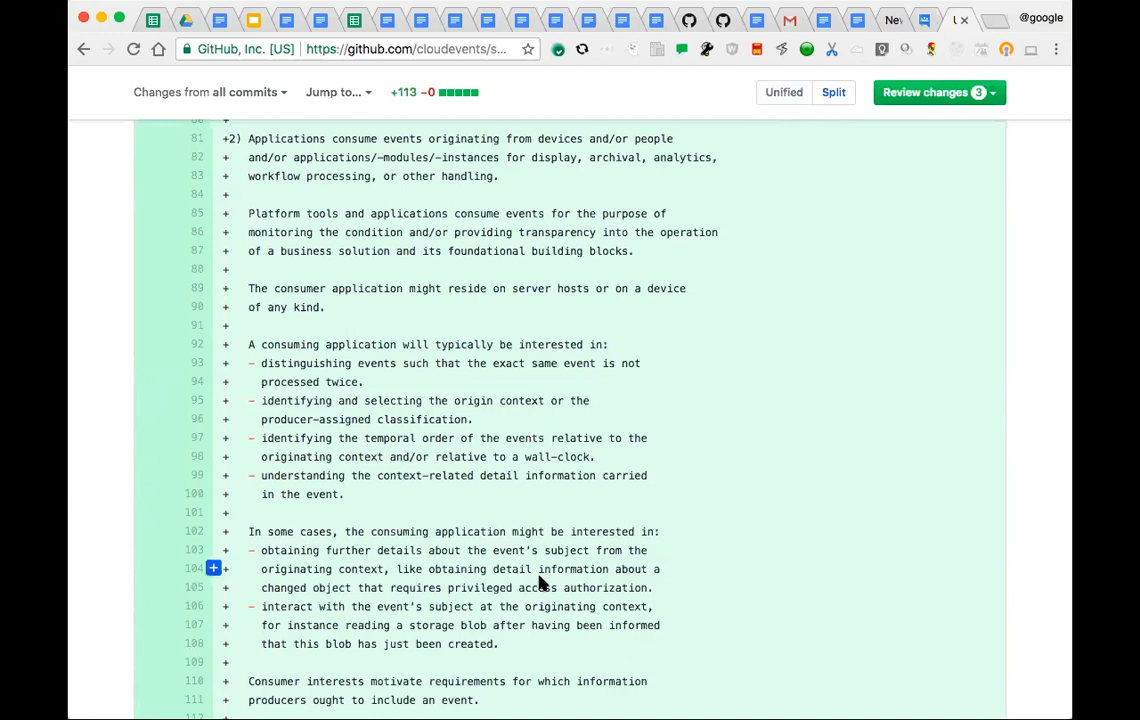 New
@google
GitHub, Inc. [US]
https://github.com/cloudevents/s...
Changes from all commits
Jump to...
+113 −0
Unified
Split
Review changes 3
80 +
81 +2) Applications consume events originating from devices and/or people
82 + and/or applications/-modules/-instances for display, archival, analytics,
83 + workflow processing, or other handling.
84 +
85 + Platform tools and applications consume events for the purpose of
86 + monitoring the condition and/or providing transparency into the operation
87 + of a business solution and its foundational building blocks.
88 +
89 + The consumer application might reside on server hosts or on a device
90 + of any kind.
91 +
92 + A consuming application will typically be interested in:
93 + - distinguishing events such that the exact same event is not
94 + processed twice.
95 + - identifying and selecting the origin context or the
96 + producer-assigned classification.
97 + - identifying the temporal order of the events relative to the
98 + originating context and/or relative to a wall-clock.
99 + - understanding the context-related detail information carried
100 + in the event.
101 +
102 + In some cases, the consuming application might be interested in:
103 + - obtaining further details about the event's subject from the
104 + originating context, like obtaining detail information about a
105 + changed object that requires privileged access authorization.
106 + - interact with the event's subject at the originating context,
107 + for instance reading a storage blob after having been informed
108 + that this blob has just been created.
109 +
110 + Consumer interests motivate requirements for which information
111 + producers ought to include an event.
112 +